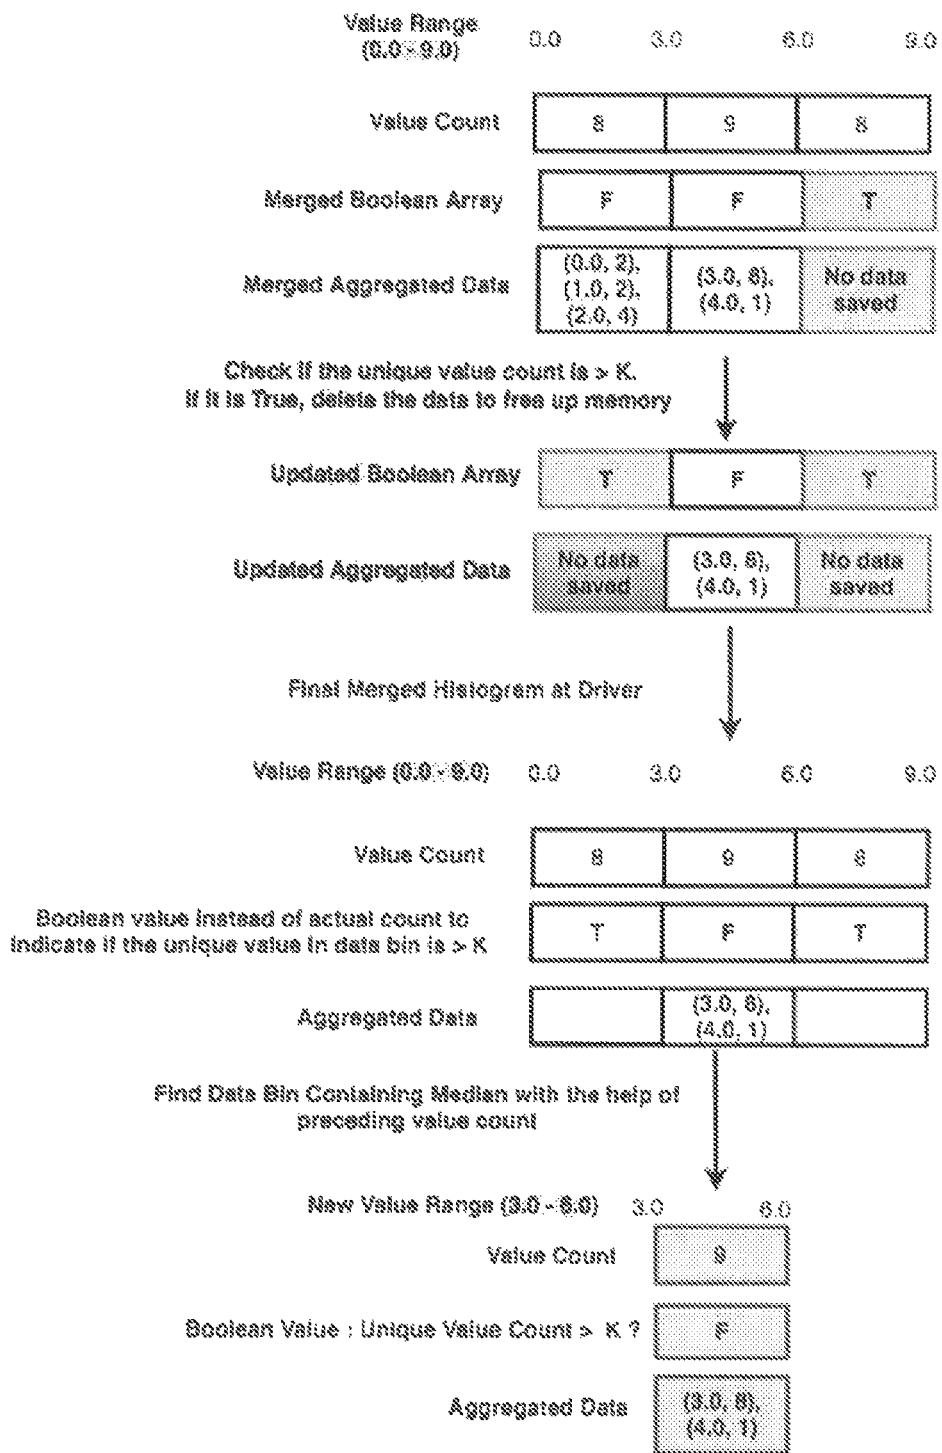 Value Range
(0.0 - 9.0)
0.0 3.0 6.0 9.0
Value Count 8 9 8
Merged Boolean Array F F T
Merged Aggregated Data
(0.0, 2),
(1.0, 2),
(2.0, 4)
(3.0, 8),
(4.0, 1)
No data
saved
Check if the unique value count is > K.
If it is True, delete the data to free up memory
Updated Boolean Array T F T
Updated Aggregated Data
No data
saved
(3.0, 8),
(4.0, 1)
No data
saved
Final Merged Histogram at Driver
Value Range (0.0 - 9.0) 0.0 3.0 6.0 9.0
Value Count 8 9 8
Boolean value instead of actual count to
indicate if the unique value in data bin is > K
T F T
Aggregated Data
(3.0, 8),
(4.0, 1)
Find Data Bin Containing Median with the help of
preceding value count
New Value Range (3.0 - 6.0) 3.0 6.0
Value Count 9
Boolean Value : Unique Value Count > K ? F
Aggregated Data
(3.0, 8),
(4.0, 1)